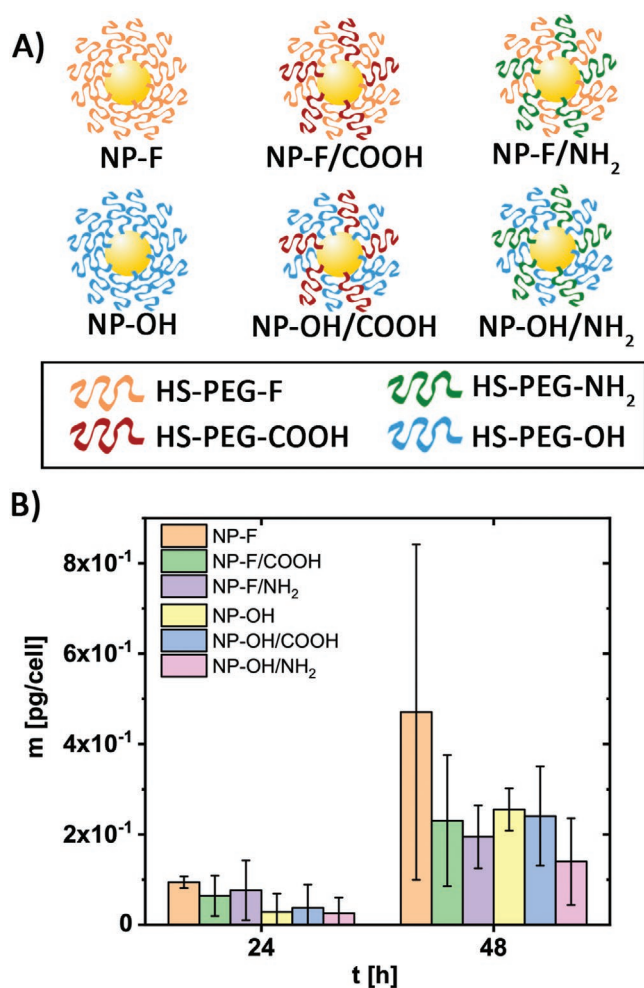 A)
NP-F NP-F/COOH NP-F/NH₂
NP-OH NP-OH/COOH NP-OH/NH₂
HS-PEG-F HS-PEG-NH₂
HS-PEG-COOH HS-PEG-OH
B)
NP-F
NP-F/COOH
NP-F/NH₂
NP-OH
NP-OH/COOH
NP-OH/NH₂
8x10⁻¹
6x10⁻¹
4x10⁻¹
2x10⁻¹
0
m [pg/cell]
24 48
t [h]